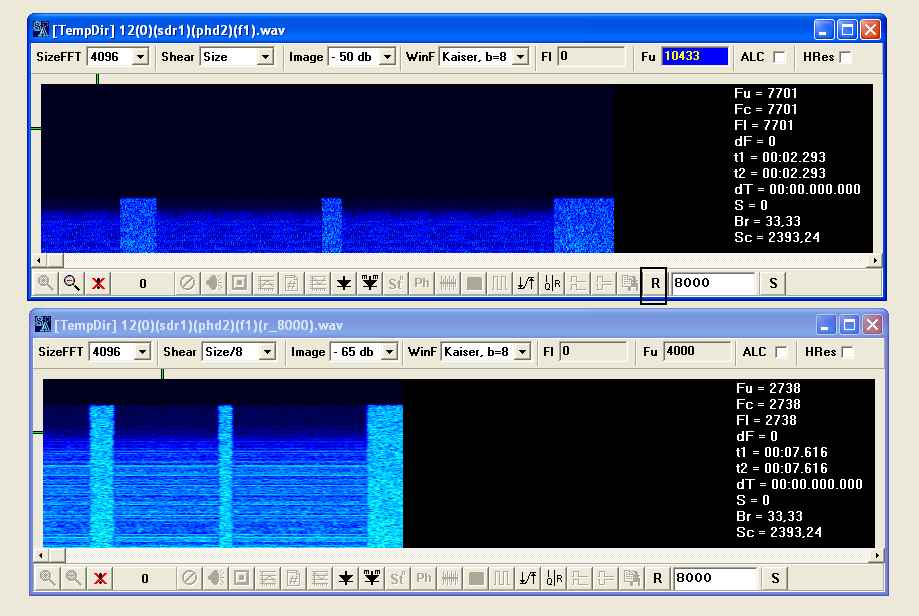 [TempDir] 12(0)(sdr1)(phd2)(f1).wav
SizeFFT 4096 Shear Size Image - 50 db WinF Kaiser, b=8 Fl 0 Fu 10433 ALC HRes
Fu = 7701
Fc = 7701
Fl = 7701
dF = 0
t1 = 00:02.293
t2 = 00:02.293
dT = 00:00.000.000
S = 0
Br = 33,33
Sc = 2393,24
0 Sf Ph R 8000 S
[TempDir] 12(0)(sdr1)(phd2)(f1)(r_8000).wav
SizeFFT 4096 Shear Size/8 Image - 65 db WinF Kaiser, b=8 Fl 0 Fu 4000 ALC HRes
Fu = 2738
Fc = 2738
Fl = 2738
dF = 0
t1 = 00:07.616
t2 = 00:07.616
dT = 00:00.000.000
S = 0
Br = 33,33
Sc = 2393,24
0 Sf Ph R 8000 S